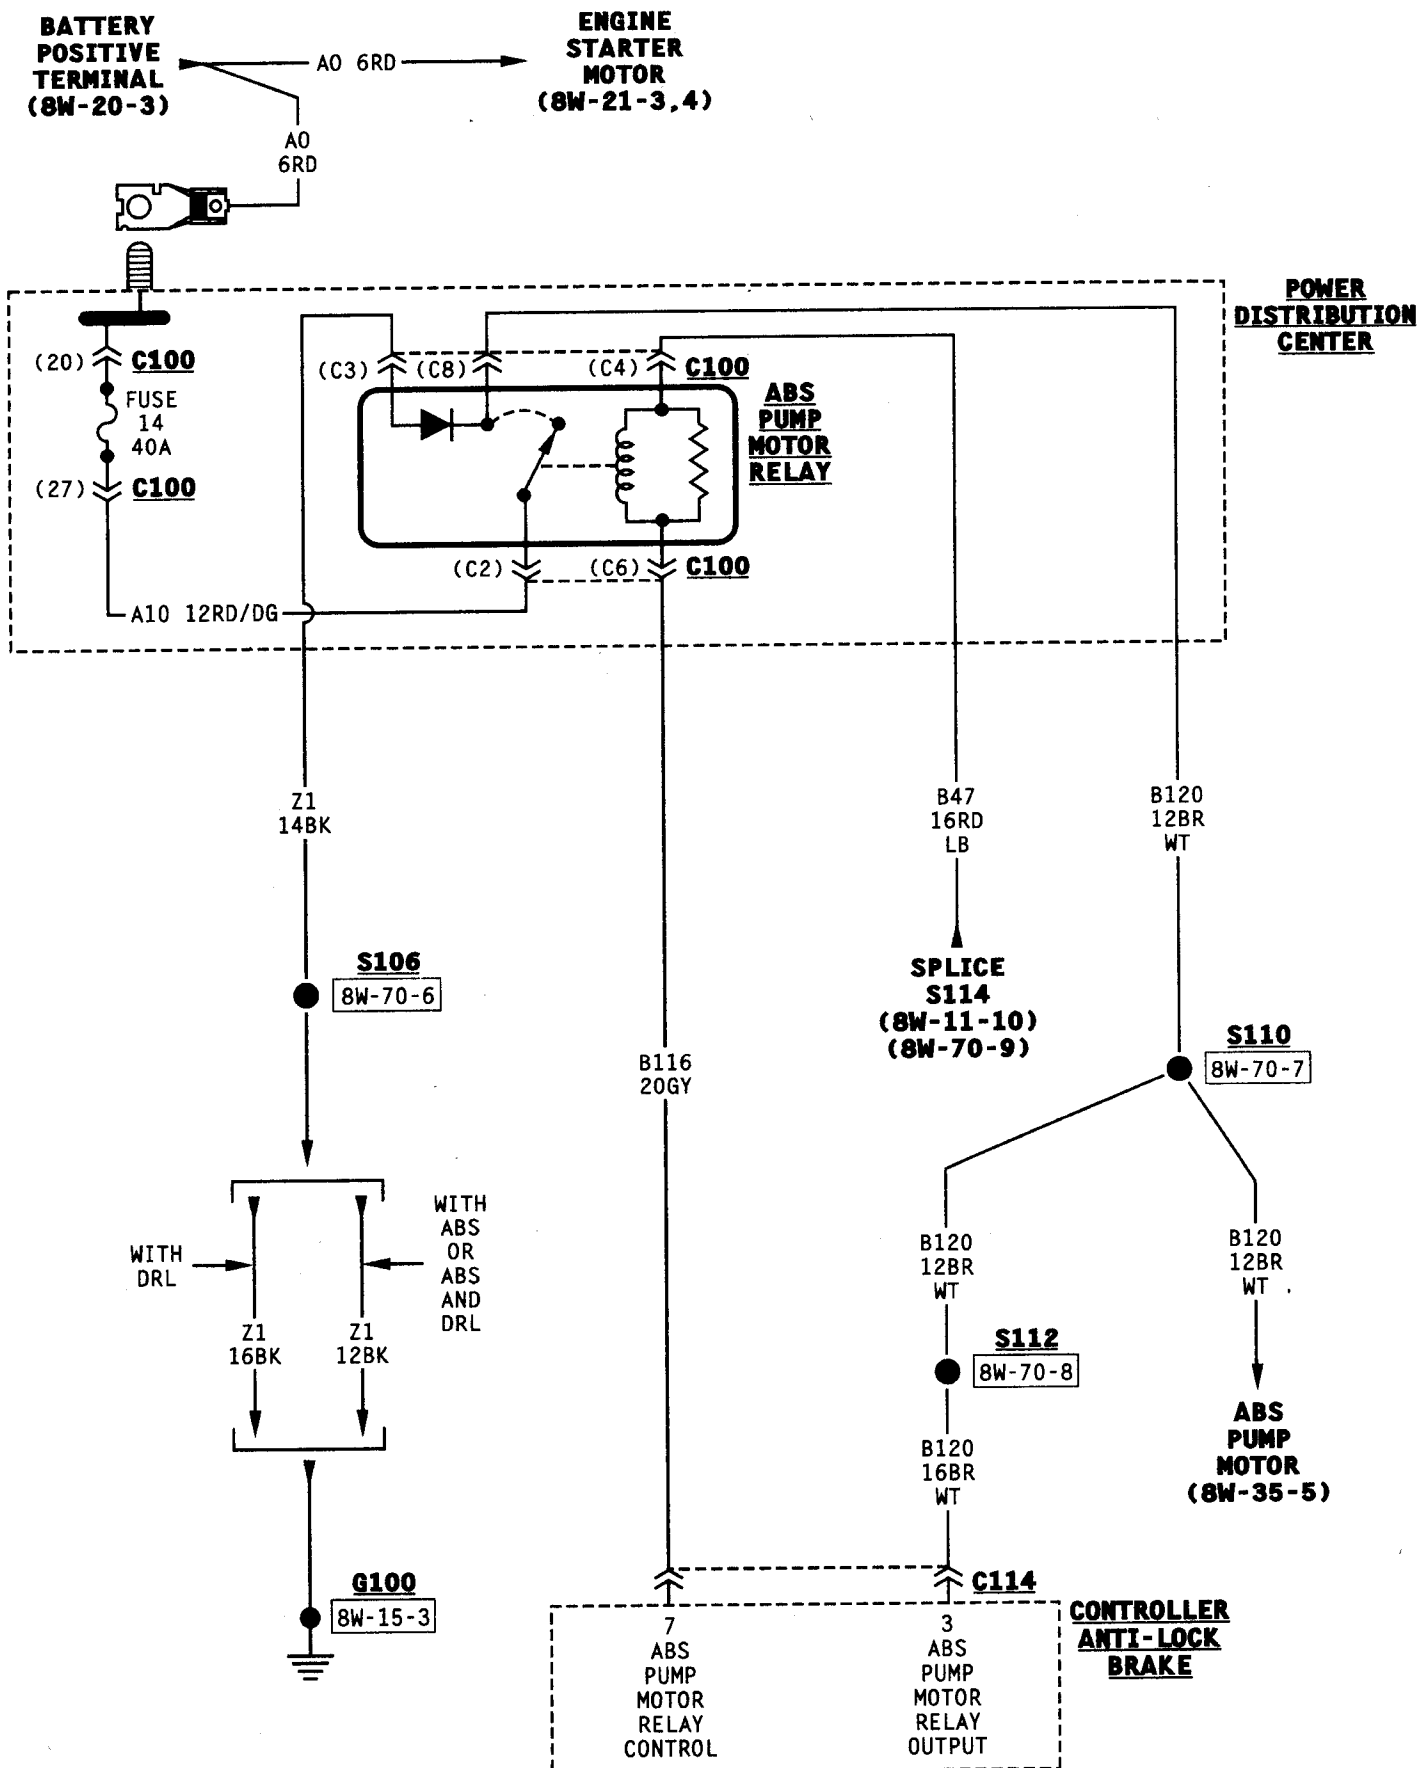 BATTERY
POSITIVE
TERMINAL
(8W-20-3)
A0 6RD
ENGINE
STARTER
MOTOR
(8W-21-3,4)
A0
6RD
POWER
DISTRIBUTION
CENTER
(20)
C100
FUSE
14
40A
(27)
C100
(C3)
(C8)
(C4)
C100
ABS
PUMP
MOTOR
RELAY
(C2)
(C6)
C100
A10 12RD/DG
Z1
14BK
B47
16RD
LB
B120
12BR
WT
S106
8W-70-6
SPLICE
S114
(8W-11-10)
(8W-70-9)
S110
8W-70-7
B116
20GY
WITH
DRL
WITH
ABS
OR
ABS
AND
DRL
Z1
16BK
Z1
12BK
B120
12BR
WT
B120
12BR
WT
S112
8W-70-8
ABS
PUMP
MOTOR
(8W-35-5)
B120
16BR
WT
G100
8W-15-3
C114
CONTROLLER
ANTI-LOCK
BRAKE
7
ABS
PUMP
MOTOR
RELAY
CONTROL
3
ABS
PUMP
MOTOR
RELAY
OUTPUT